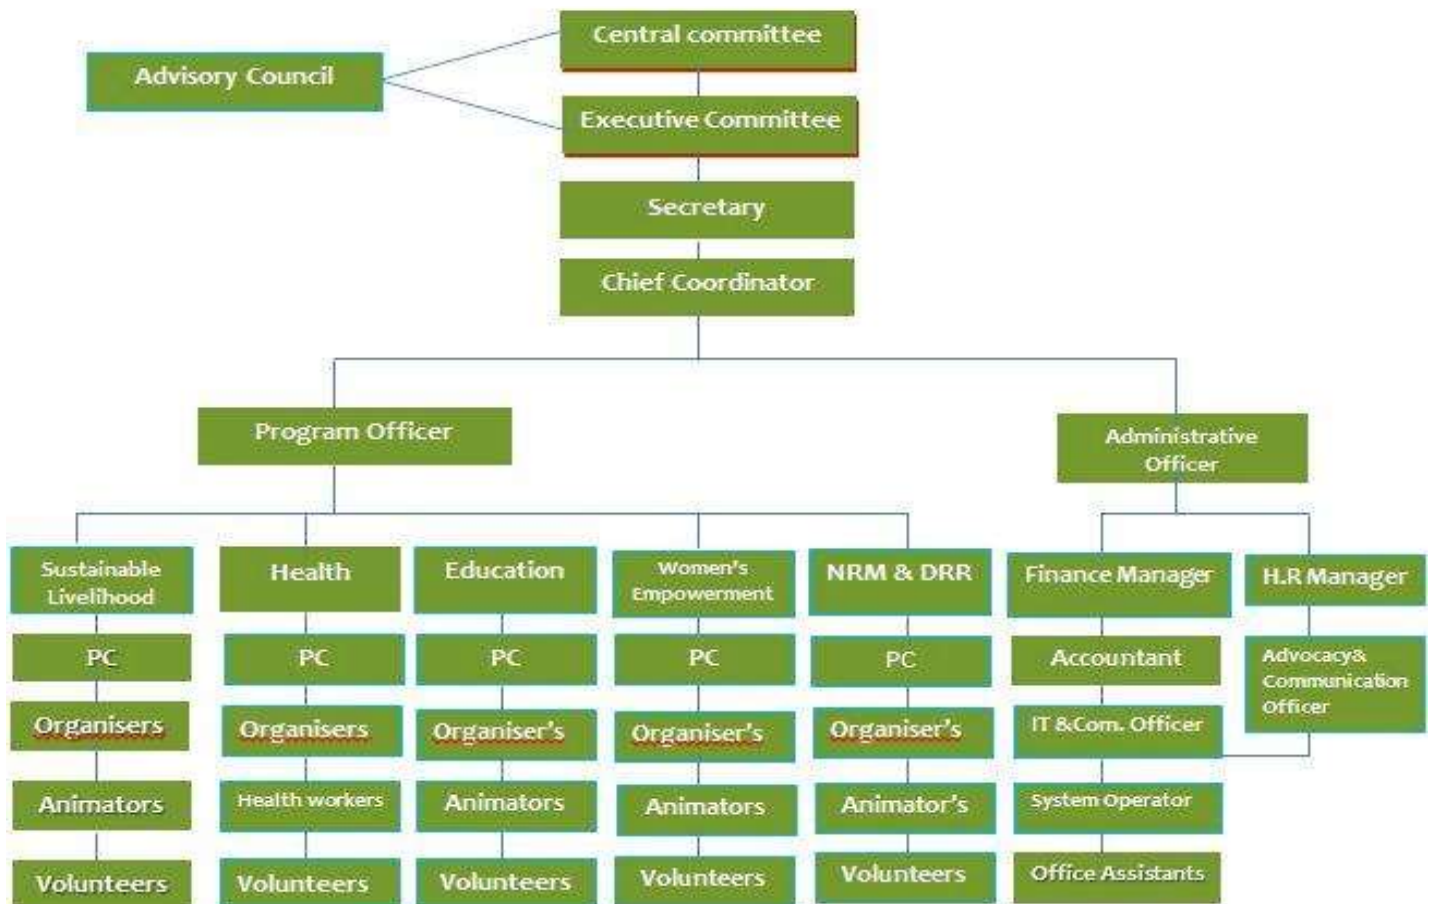 Central committee
Advisory Council
Executive Committee
Secretary
Chief Coordinator
Program Officer
Administrative
Officer
Sustainable
Livelihood
Health
Education
Women's
Empowerment
NRM & DRR
Finance Manager
H.R Manager
PC
PC
PC
PC
PC
Accountant
Advocacy&
Communication
Officer
Organisers
Organisers
Organiser's
Organiser's
Organiser's
IT &Com. Officer
Animators
Health workers
Animators
Animators
Animator's
System Operator
Volunteers
Volunteers
Volunteers
Volunteers
Volunteers
Office Assistants